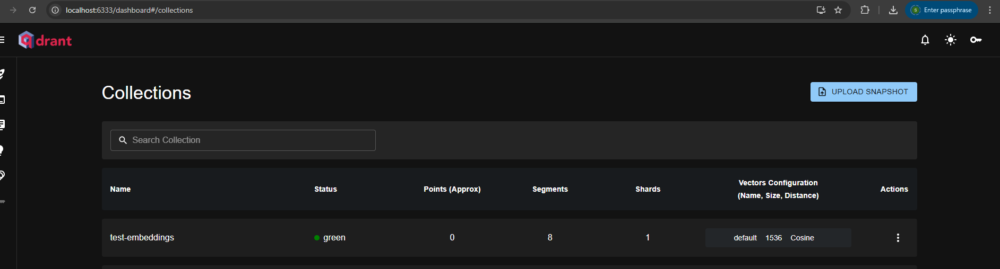 localhost:6333/dashboard#/collections
S Enter passphrase
qdrant
Collections
UPLOAD SNAPSHOT
Search Collection
Name Status Points (Approx) Segments Shards Vectors Configuration (Name, Size, Distance) Actions
test-embeddings green 0 8 1 default 1536 Cosine